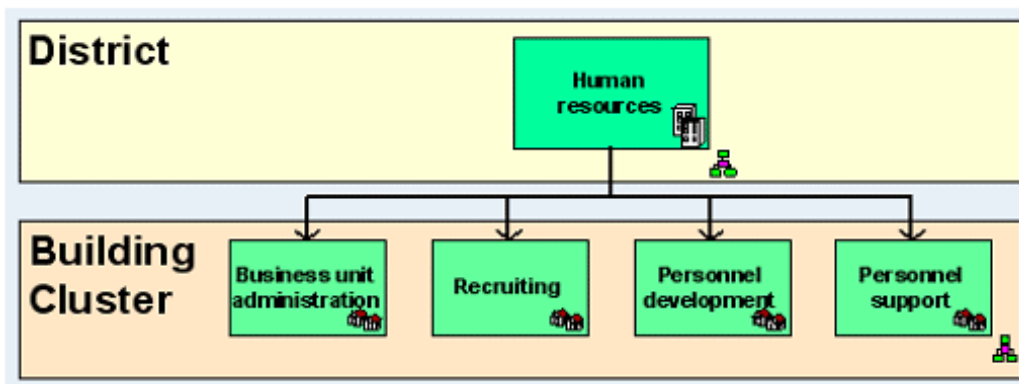 District
Human
resources
Building
Cluster
Business unit
administration
Recruiting
Personnel
development
Personnel
support